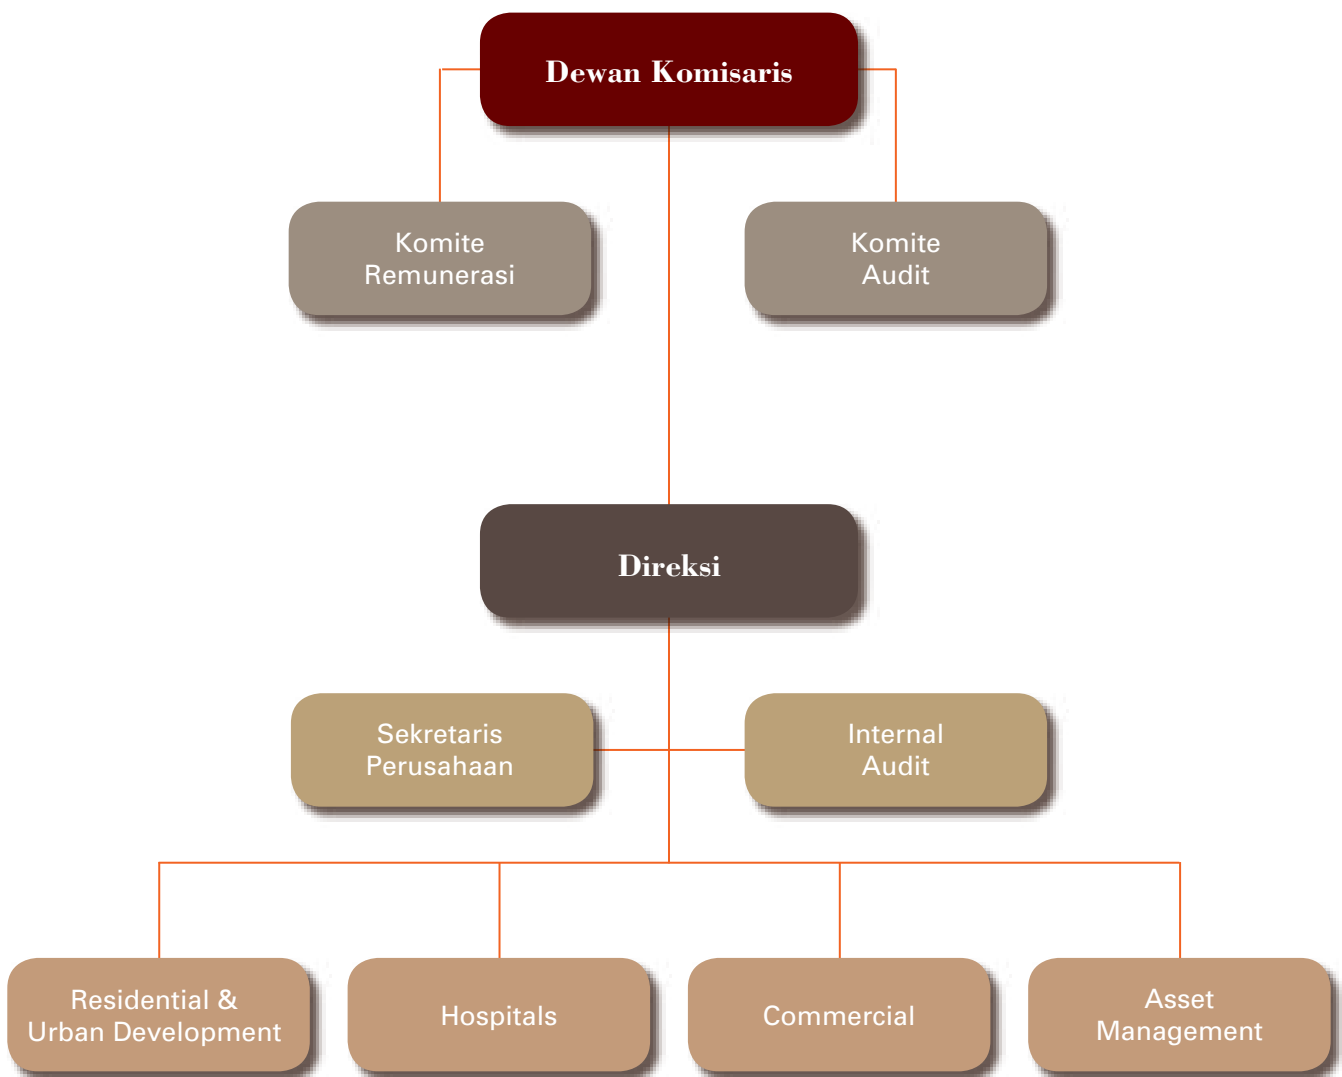 Dewan Komisaris
Komite
Remunerasi
Komite
Audit
Direksi
Sekretaris
Perusahaan
Internal
Audit
Residential &
Urban Development
Hospitals
Commercial
Asset
Management